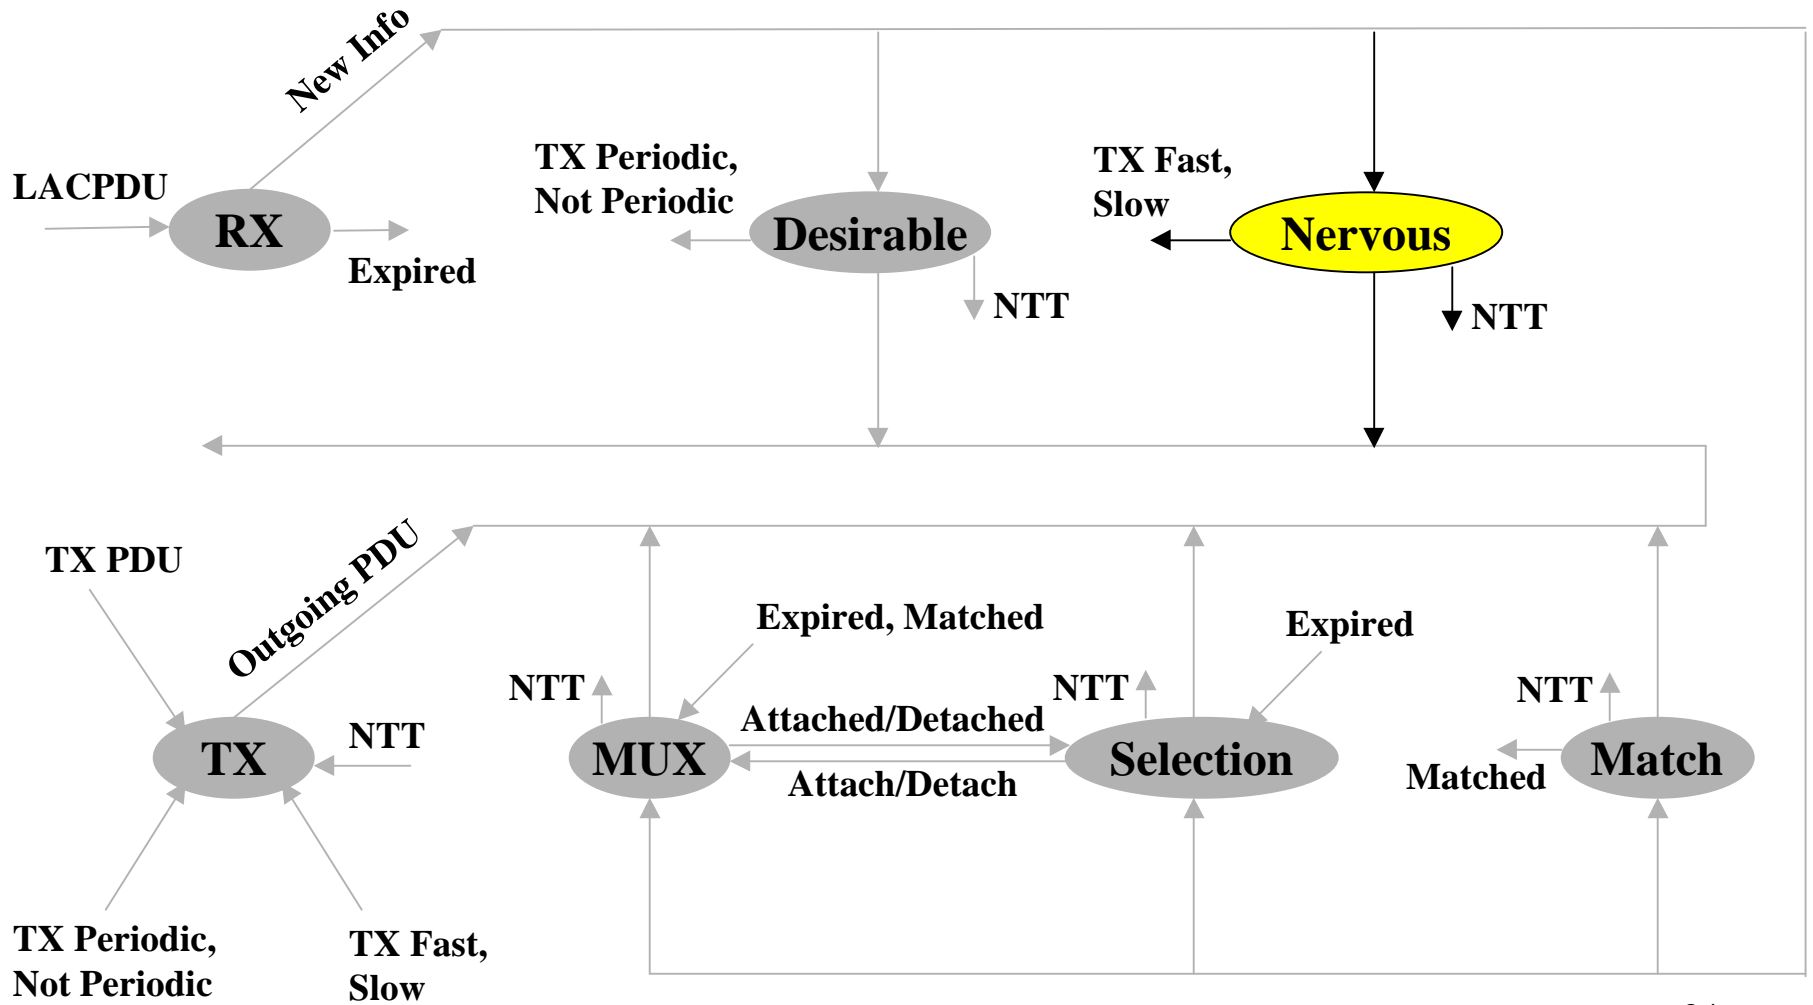 New Info
LACPDU
RX
Expired
TX Periodic,
Not Periodic
Desirable
NTT
TX Fast,
Slow
Nervous
NTT
TX PDU
Outgoing PDU
TX
NTT
TX Periodic,
Not Periodic
TX Fast,
Slow
Expired, Matched
NTT
MUX
Attached/Detached
Attach/Detach
Expired
NTT
Selection
NTT
Matched
Match